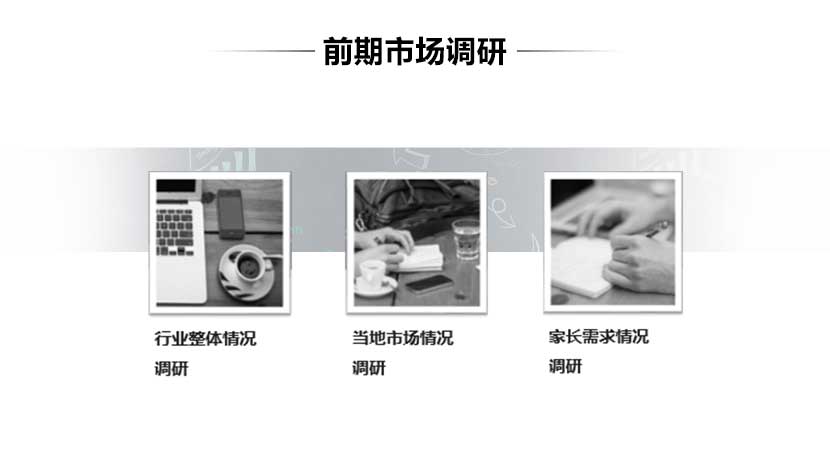 前期市场调研
行业整体情况
调研
当地市场情况
调研
家长需求情况
调研